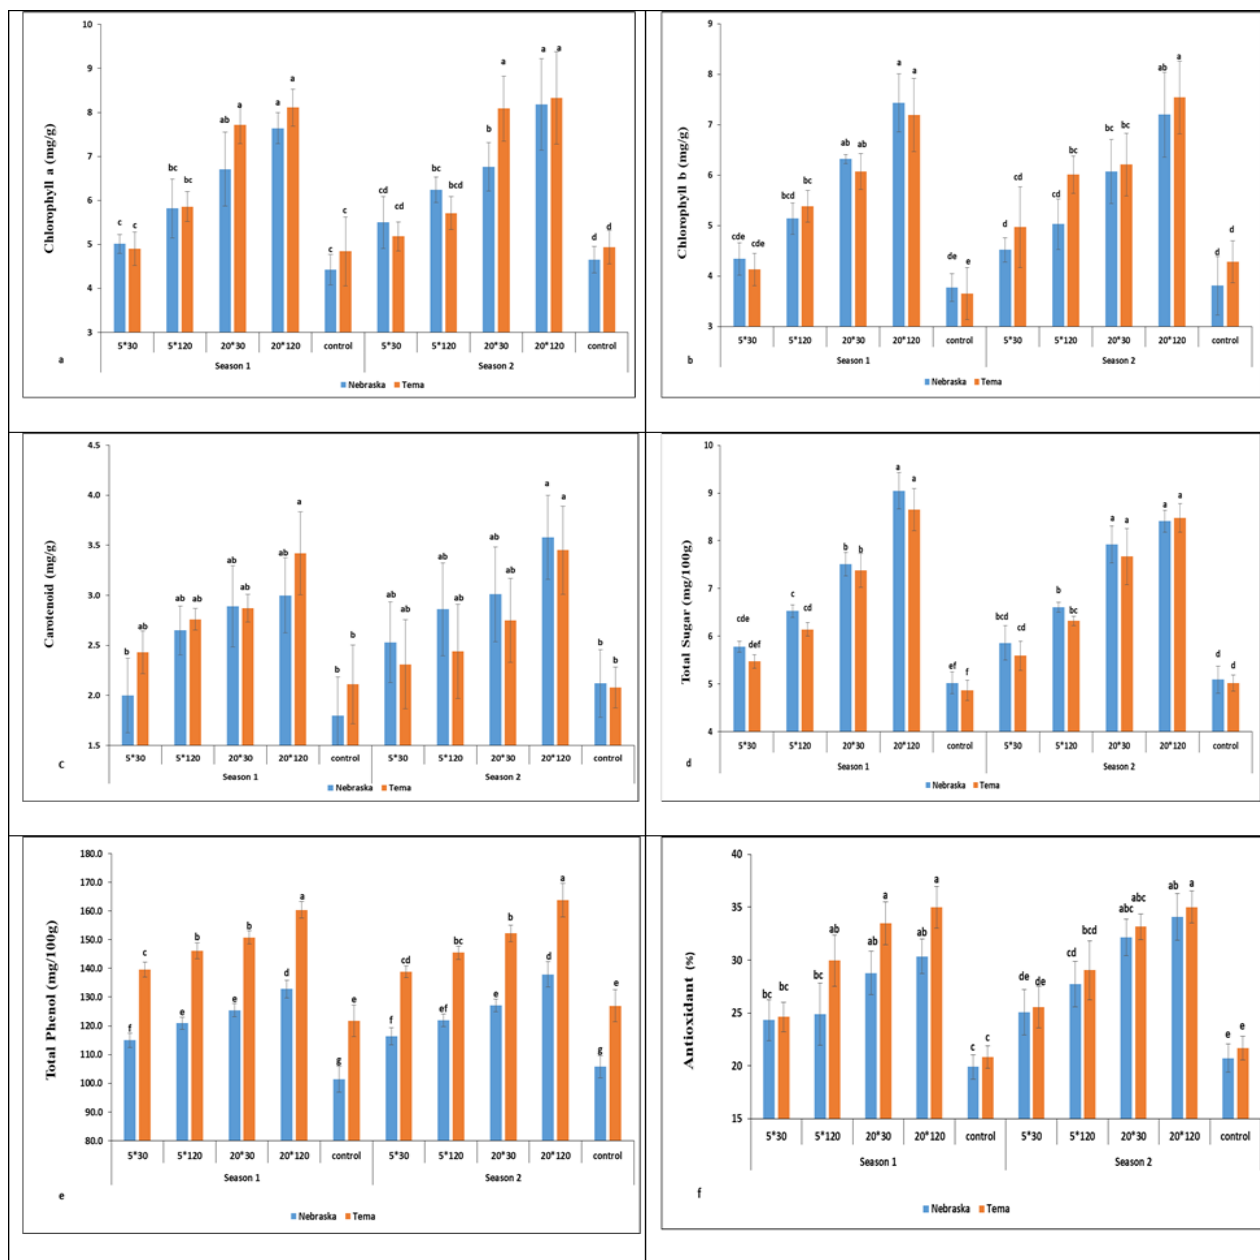 10
9
8
7
6
5
4
3
Chlorophyll a (mg/g)
c c bc bc ab a a a c c cd cd bc bcd b a a a d d
5*30 5*120 20*30 20*120 control 5*30 5*120 20*30 20*120 control
Season 1 Season 2
a
Nebraska Tema
9
8
7
6
5
4
3
Chlorophyll b (mg/g)
cde cde bcd bc ab ab a a de e d cd cd bc bc bc ab a d d
5*30 5*120 20*30 20*120 control 5*30 5*120 20*30 20*120 control
Season 1 Season 2
b
Nebraska Tema
4.5
4.0
3.5
3.0
2.5
2.0
1.5
Carotenoid (mg/g)
b ab ab ab ab ab ab a b b ab ab ab ab ab ab a a b b
5*30 5*120 20*30 20*120 control 5*30 5*120 20*30 20*120 control
Season 1 Season 2
c
Nebraska Tema
10
9
8
7
6
5
4
Total Sugar (mg/100g)
cde def c cd b b a a ef f bcd cd b bc a a a a d d
5*30 5*120 20*30 20*120 control 5*30 5*120 20*30 20*120 control
Season 1 Season 2
d
Nebraska Tema
180.0
170.0
160.0
150.0
140.0
130.0
120.0
110.0
100.0
90.0
80.0
Total Phenol (mg/100g)
f c e b e b d a g e f cd ef bc e b d a g e
5*30 5*120 20*30 20*120 control 5*30 5*120 20*30 20*120 control
Season 1 Season 2
e
Nebraska Tema
40
35
30
25
20
15
Antioxidant (%)
bc bc bc ab ab a ab a c c de de cd bcd abc abc ab a e e
5*30 5*120 20*30 20*120 control 5*30 5*120 20*30 20*120 control
Season 1 Season 2
f
Nebraska Tema